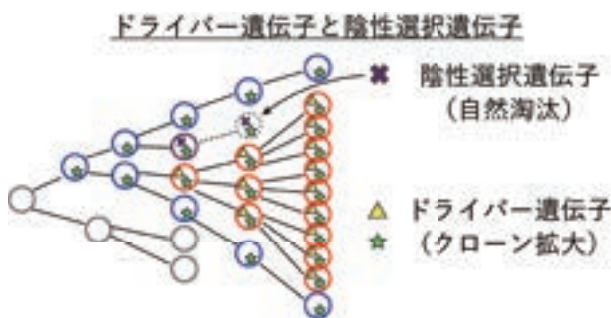 ドライバー遺伝子と陰性選択遺伝子
陰性選択遺伝子
(自然淘汰)
ドライバー遺伝子
(クローン拡大)